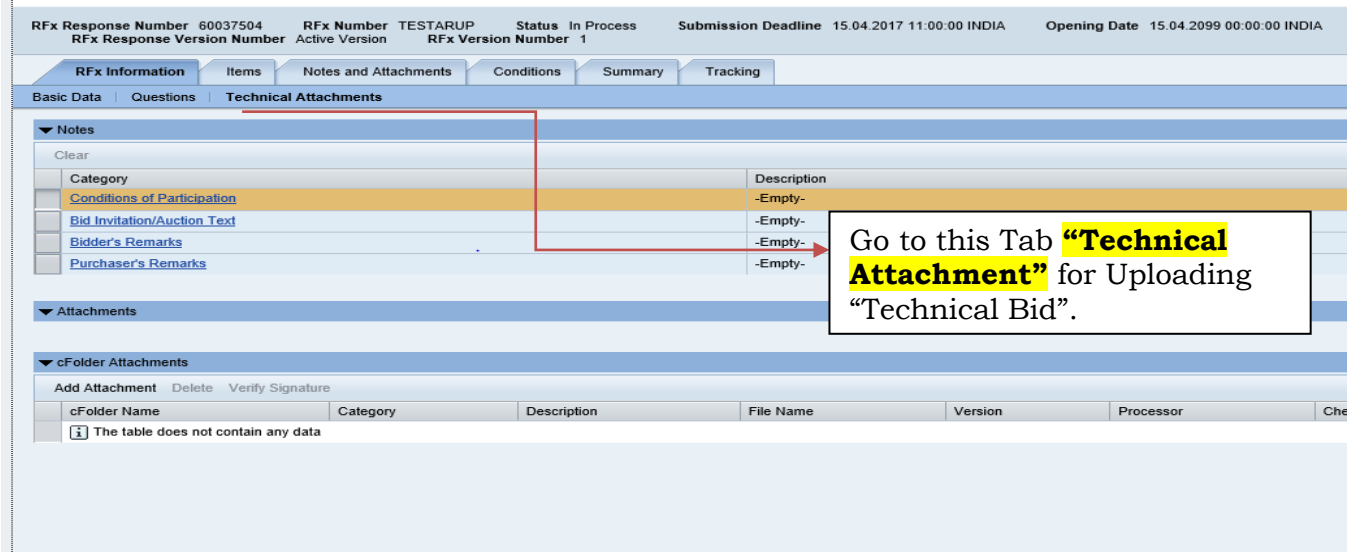 RFx Response Number 60037504 RFx Number TESTARUP Status In Process Submission Deadline 15.04.2017 11:00:00 INDIA Opening Date 15.04.2099 00:00:00 INDIA
RFx Response Version Number Active Version RFx Version Number 1
RFx Information Items Notes and Attachments Conditions Summary Tracking
Basic Data | Questions | Technical Attachments
Notes
Clear
Category Description
Conditions of Participation -Empty-
Bid Invitation/Auction Text -Empty-
Bidder's Remarks -Empty-
Purchaser's Remarks -Empty-
Go to this Tab “Technical
Attachment” for Uploading
“Technical Bid”.
Attachments
cFolder Attachments
Add Attachment Delete Verify Signature
cFolder Name Category Description File Name Version Processor Che
The table does not contain any data